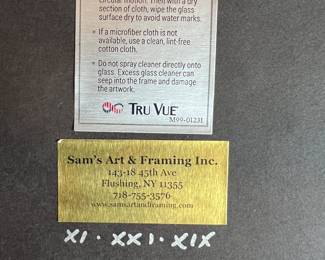 circular motion. Then with a dry
section of cloth, wipe the glass
surface dry to avoid water marks.
• If a microfiber cloth is not
available, use a clean, lint-free
cotton cloth.
• Do not spray cleaner directly onto
glass. Excess glass cleaner can
seep into the frame and damage
the artwork.
TRU VUE
M99-01231
Sam's Art & Framing Inc.
143-18 45th Ave
Flushing, NY 11355
718-755-3576
www.samsartandframing.com
XI · XXI · XIX